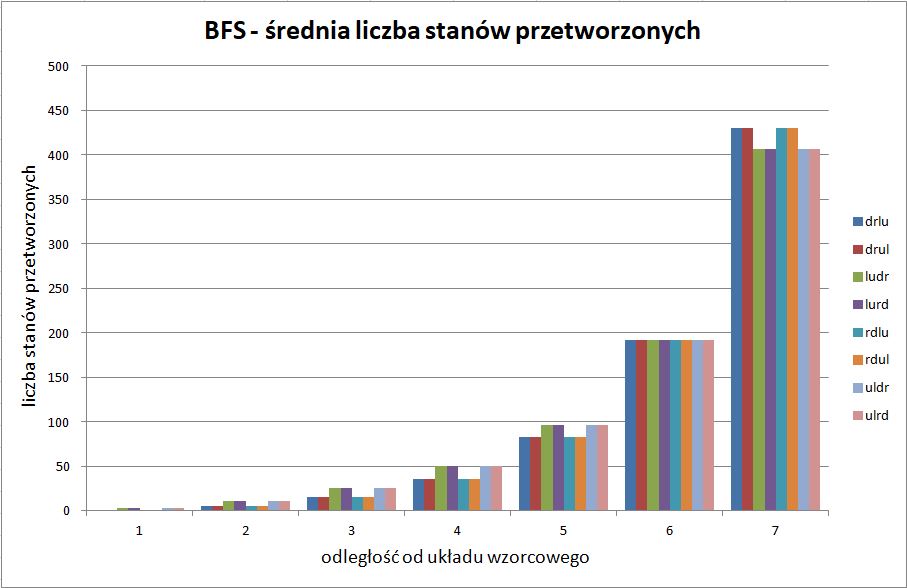 BFS - średnia liczba stanów przetworzonych
500
450
400
350
300
250
200
150
100
50
0
liczba stanów przetworzonych
1 2 3 4 5 6 7
odległość od układu wzorcowego
drlu
drul
ludr
lurd
rdlu
rdul
uldr
ulrd